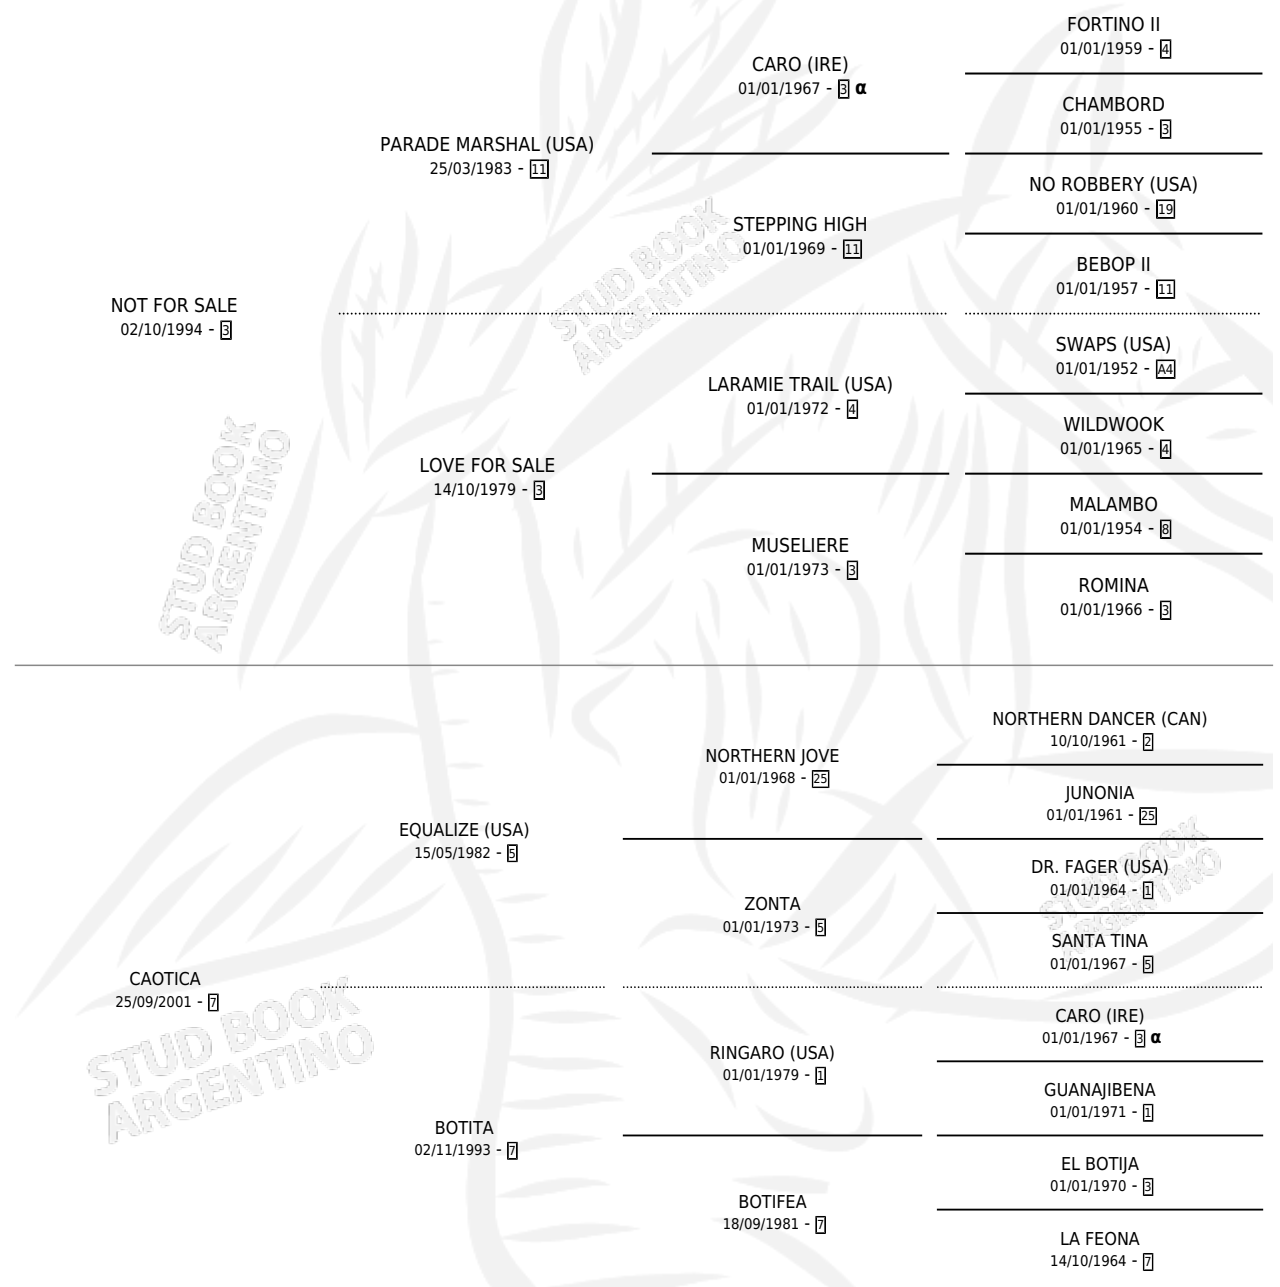 FORTINO II
01/01/1959 - 4
CARO (IRE)
01/01/1967 - 3 α
CHAMBORD
01/01/1955 - 3
PARADE MARSHAL (USA)
25/03/1983 - 11
NO ROBBERY (USA)
01/01/1960 - 19
STEPPING HIGH
01/01/1969 - 11
BEBOP II
01/01/1957 - 11
NOT FOR SALE
02/10/1994 - 3
SWAPS (USA)
01/01/1952 - A4
LARAMIE TRAIL (USA)
01/01/1972 - 4
WILDWOOK
01/01/1965 - 4
LOVE FOR SALE
14/10/1979 - 3
MALAMBO
01/01/1954 - 8
MUSELIERE
01/01/1973 - 3
ROMINA
01/01/1966 - 3
STUD BOOK
ARGENTINO
STUD BOOK
ARGENTINO
NORTHERN DANCER (CAN)
10/10/1961 - 2
NORTHERN JOVE
01/01/1968 - 25
JUNONIA
01/01/1961 - 25
EQUALIZE (USA)
15/05/1982 - 5
DR. FAGER (USA)
01/01/1964 - 1
ZONTA
01/01/1973 - 5
SANTA TINA
01/01/1967 - 5
CAOTICA
25/09/2001 - 7
CARO (IRE)
01/01/1967 - 3 α
RINGARO (USA)
01/01/1979 - 1
GUANAJIBENA
01/01/1971 - 1
BOTITA
02/11/1993 - 7
EL BOTIJA
01/01/1970 - 3
BOTIFEA
18/09/1981 - 7
LA FEONA
14/10/1964 - 7
STUD BOOK
ARGENTINO
STUD BOOK
ARGENTINO